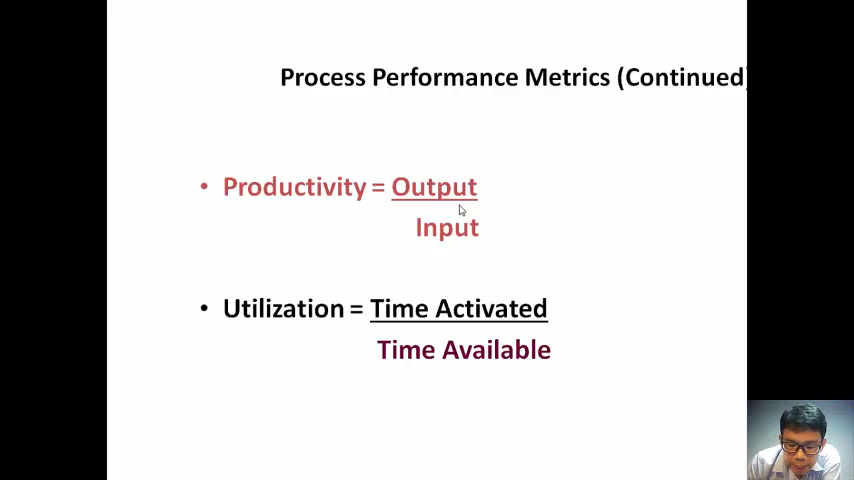 Process Performance Metrics (Continued)
• Productivity = Output
Input
• Utilization = Time Activated
Time Available